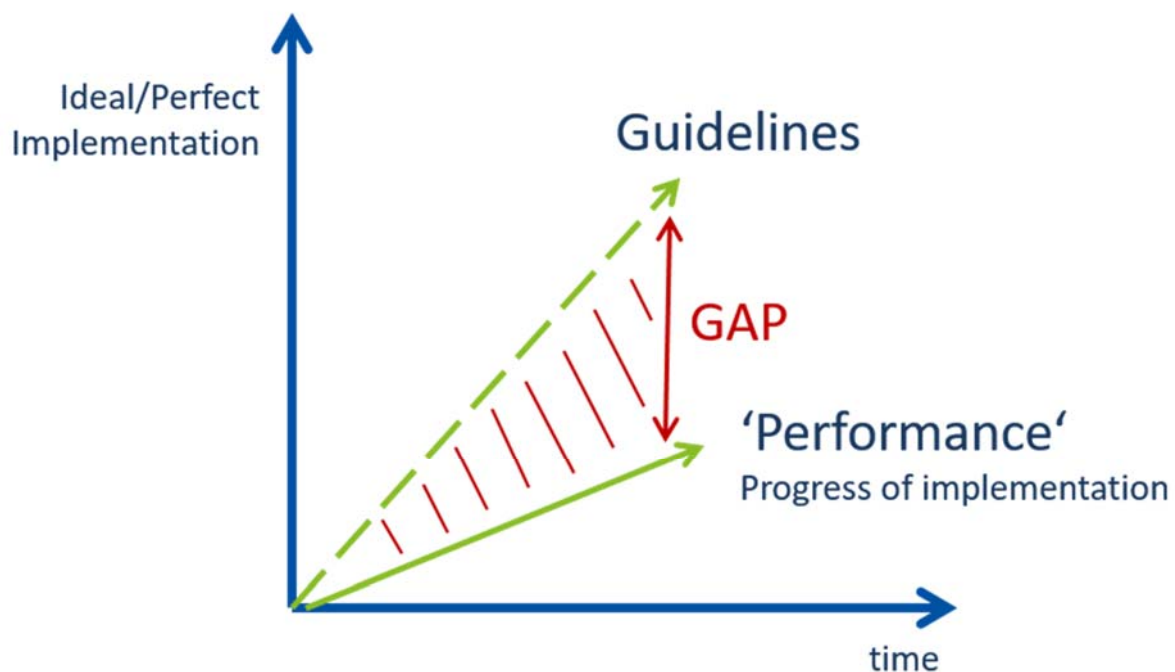 Ideal/Perfect
Implementation
Guidelines
GAP
‘Performance‘
Progress of implementation
time